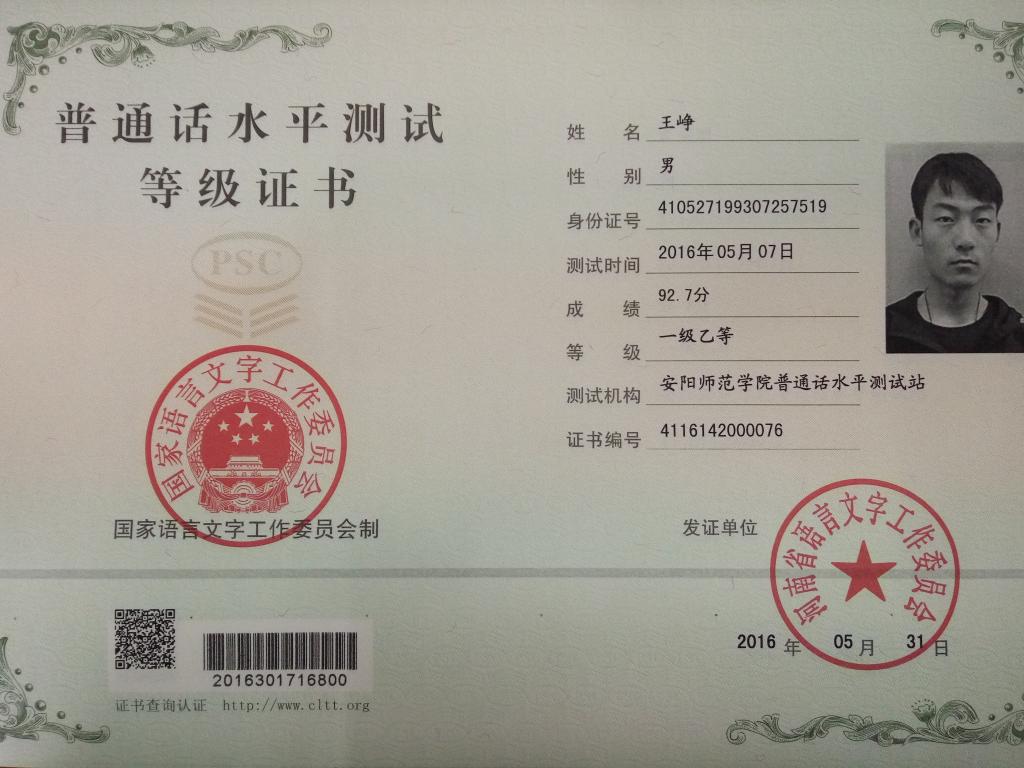 普通话水平测试
等级证书
PSC
国家语言文字工作委员会
国家语言文字工作委员会制
2016301716800
证书查询认证 http://www.cltt.org
姓 名 王峥
性 别 男
身份证号 410527199307257519
测试时间 2016年05月07日
成 绩 92.7分
等 级 一级乙等
测试机构 安阳师范学院普通话水平测试站
证书编号 4116142000076
发证单位
河南省语言文字工作委员会
2016 年 05 月 31 日